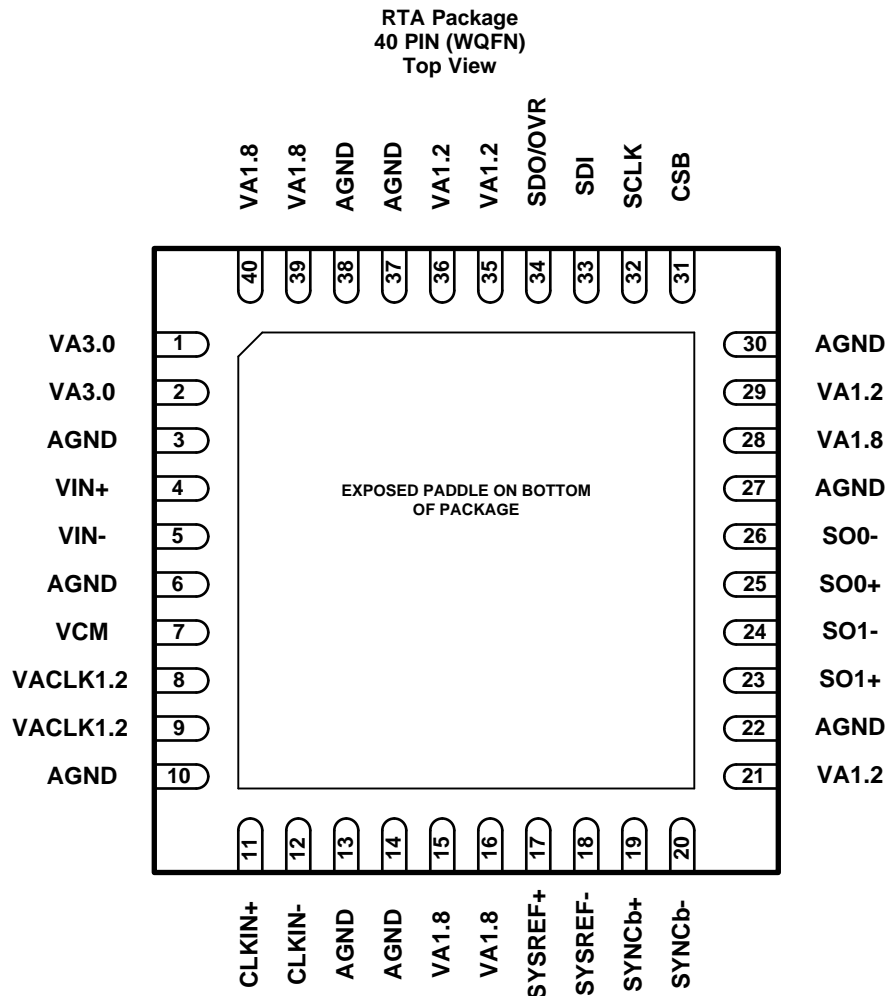 RTA Package
40 PIN (WQFN)
Top View
VA1.8
VA1.8
AGND
AGND
VA1.2
VA1.2
SDO/OVR
SDI
SCLK
CSB
40
39
38
37
36
35
34
33
32
31
VA3.0 1
VA3.0 2
AGND 3
VIN+ 4
VIN- 5
AGND 6
VCM 7
VACLK1.2 8
VACLK1.2 9
AGND 10
EXPOSED PADDLE ON BOTTOM
OF PACKAGE
30 AGND
29 VA1.2
28 VA1.8
27 AGND
26 SO0-
25 SO0+
24 SO1-
23 SO1+
22 AGND
21 VA1.2
11
12
13
14
15
16
17
18
19
20
CLKIN+
CLKIN-
AGND
AGND
VA1.8
VA1.8
SYSREF+
SYSREF-
SYNCb+
SYNCb-